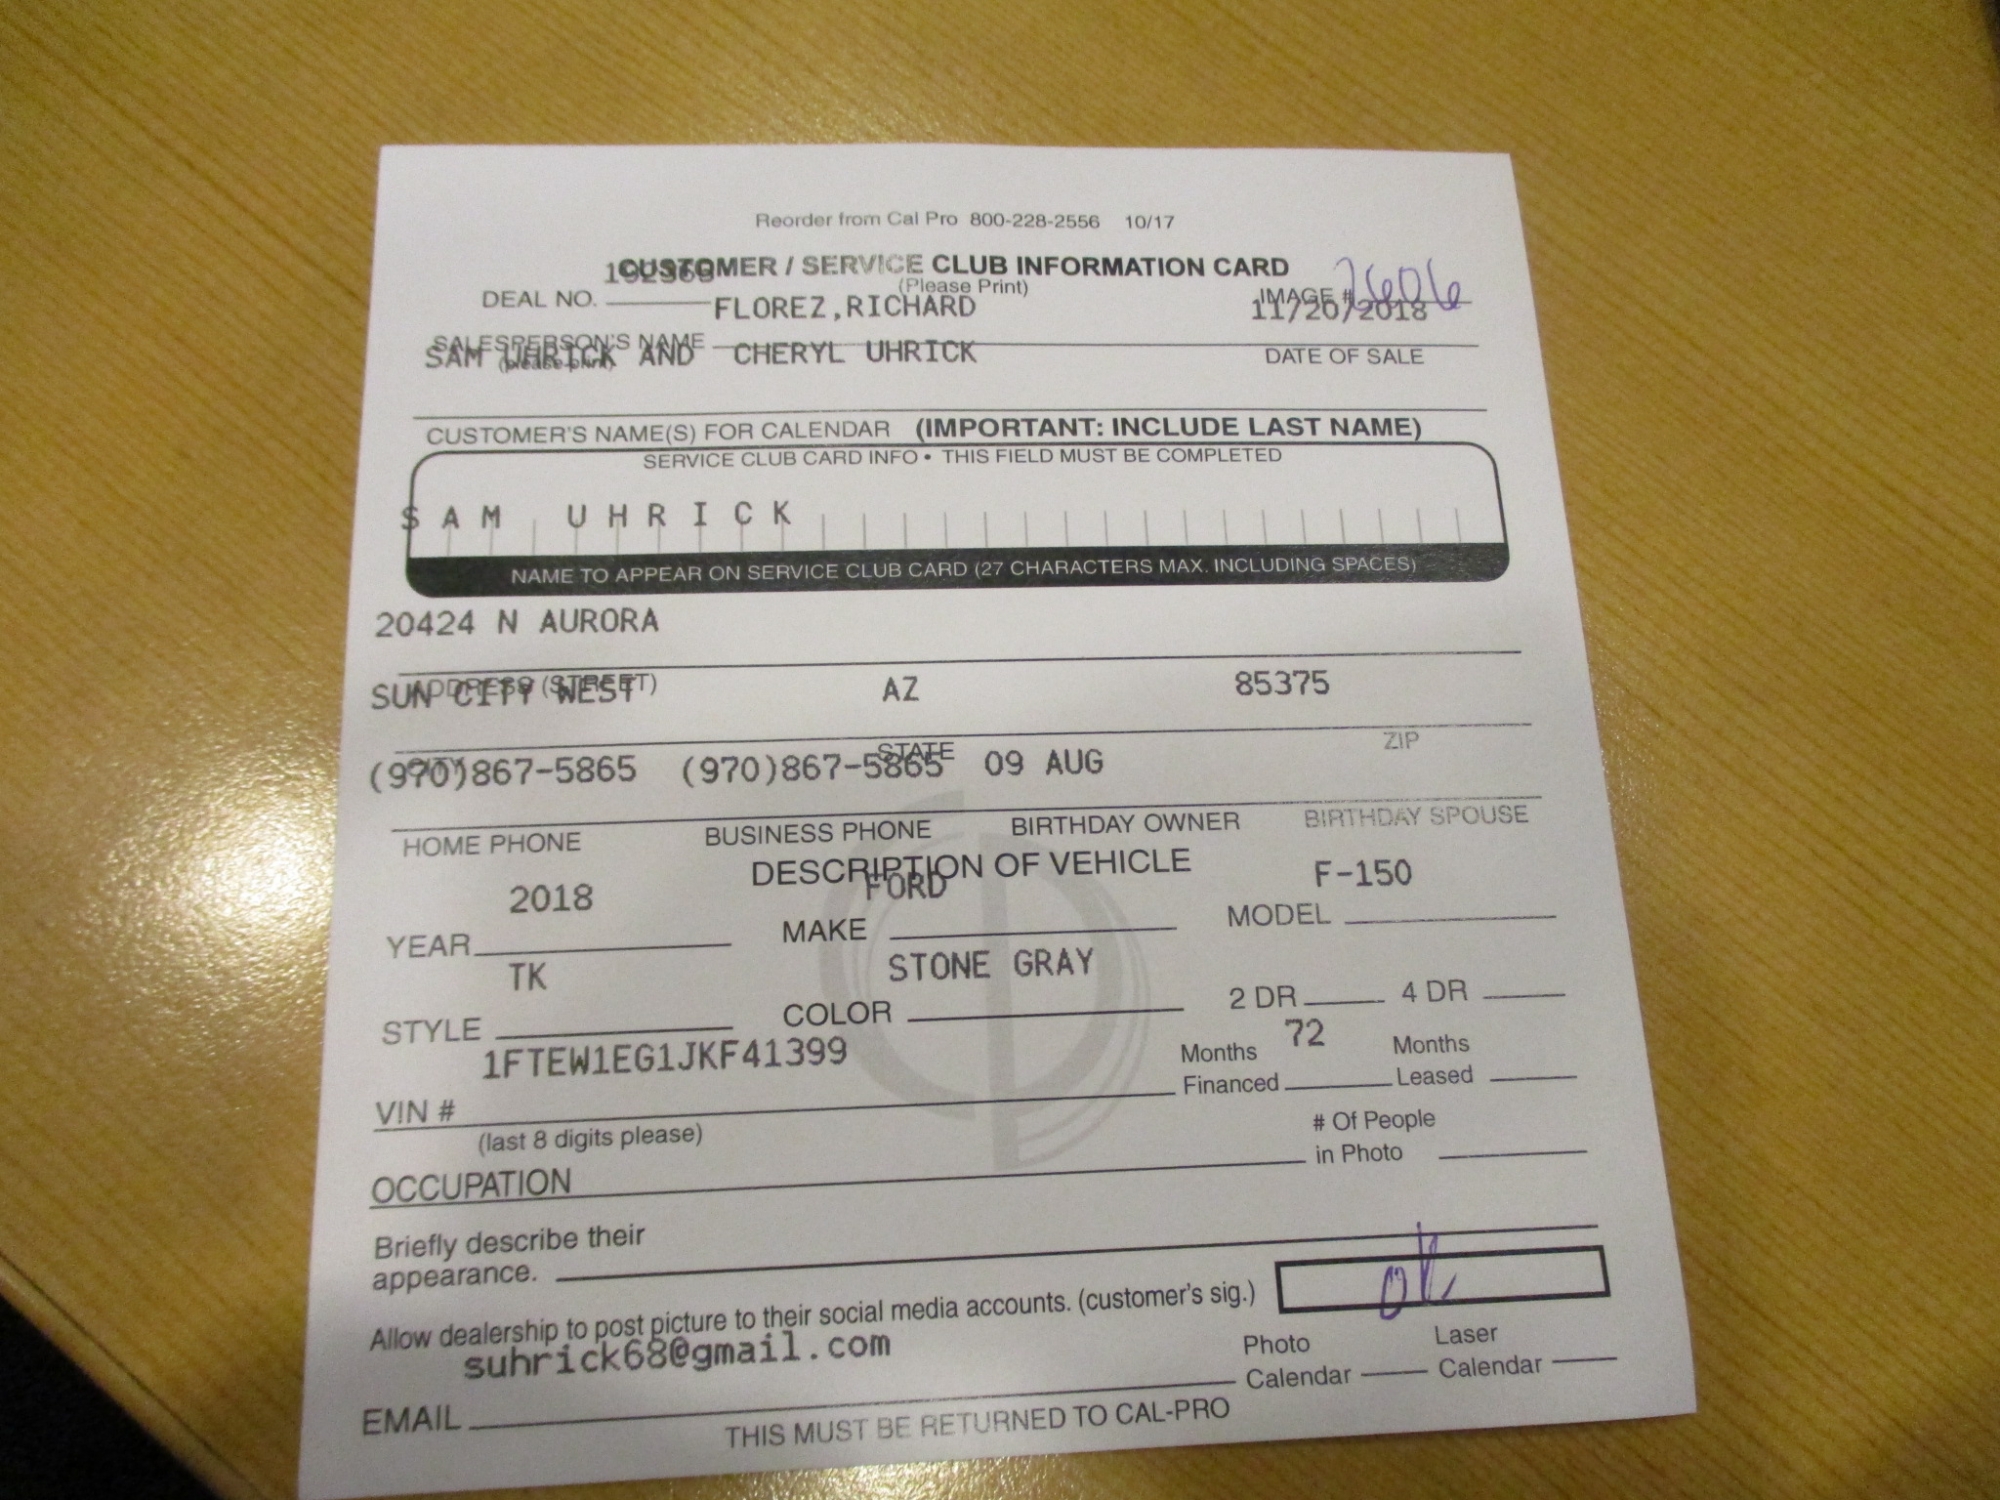 Reorder from Cal Pro 800-228-2556 10/17
CUSTOMER / SERVICE CLUB INFORMATION CARD
(Please Print)
DEAL NO. IMAGE # 2606
FLOREZ,RICHARD 11/20/2018
SALESPERSON'S NAME DATE OF SALE
(please print)
SAM UHRICK AND CHERYL UHRICK
CUSTOMER'S NAME(S) FOR CALENDAR (IMPORTANT: INCLUDE LAST NAME)
SERVICE CLUB CARD INFO • THIS FIELD MUST BE COMPLETED
SAM UHRICK
NAME TO APPEAR ON SERVICE CLUB CARD (27 CHARACTERS MAX. INCLUDING SPACES)
20424 N AURORA
ADDRESS (STREET)
SUN CITY WEST AZ 85375
CITY STATE ZIP
(970)867-5865 (970)867-5865 09 AUG
HOME PHONE BUSINESS PHONE BIRTHDAY OWNER BIRTHDAY SPOUSE
DESCRIPTION OF VEHICLE
2018 FORD F-150
YEAR MAKE MODEL
TK STONE GRAY
STYLE COLOR 2 DR 4 DR
1FTEW1EG1JKF41399 Months 72 Months
VIN # Financed Leased
(last 8 digits please) # Of People
OCCUPATION in Photo
Briefly describe their
appearance.
Allow dealership to post picture to their social media accounts. (customer's sig.) ok
suhrick68@gmail.com Photo Laser
EMAIL Calendar Calendar
THIS MUST BE RETURNED TO CAL-PRO